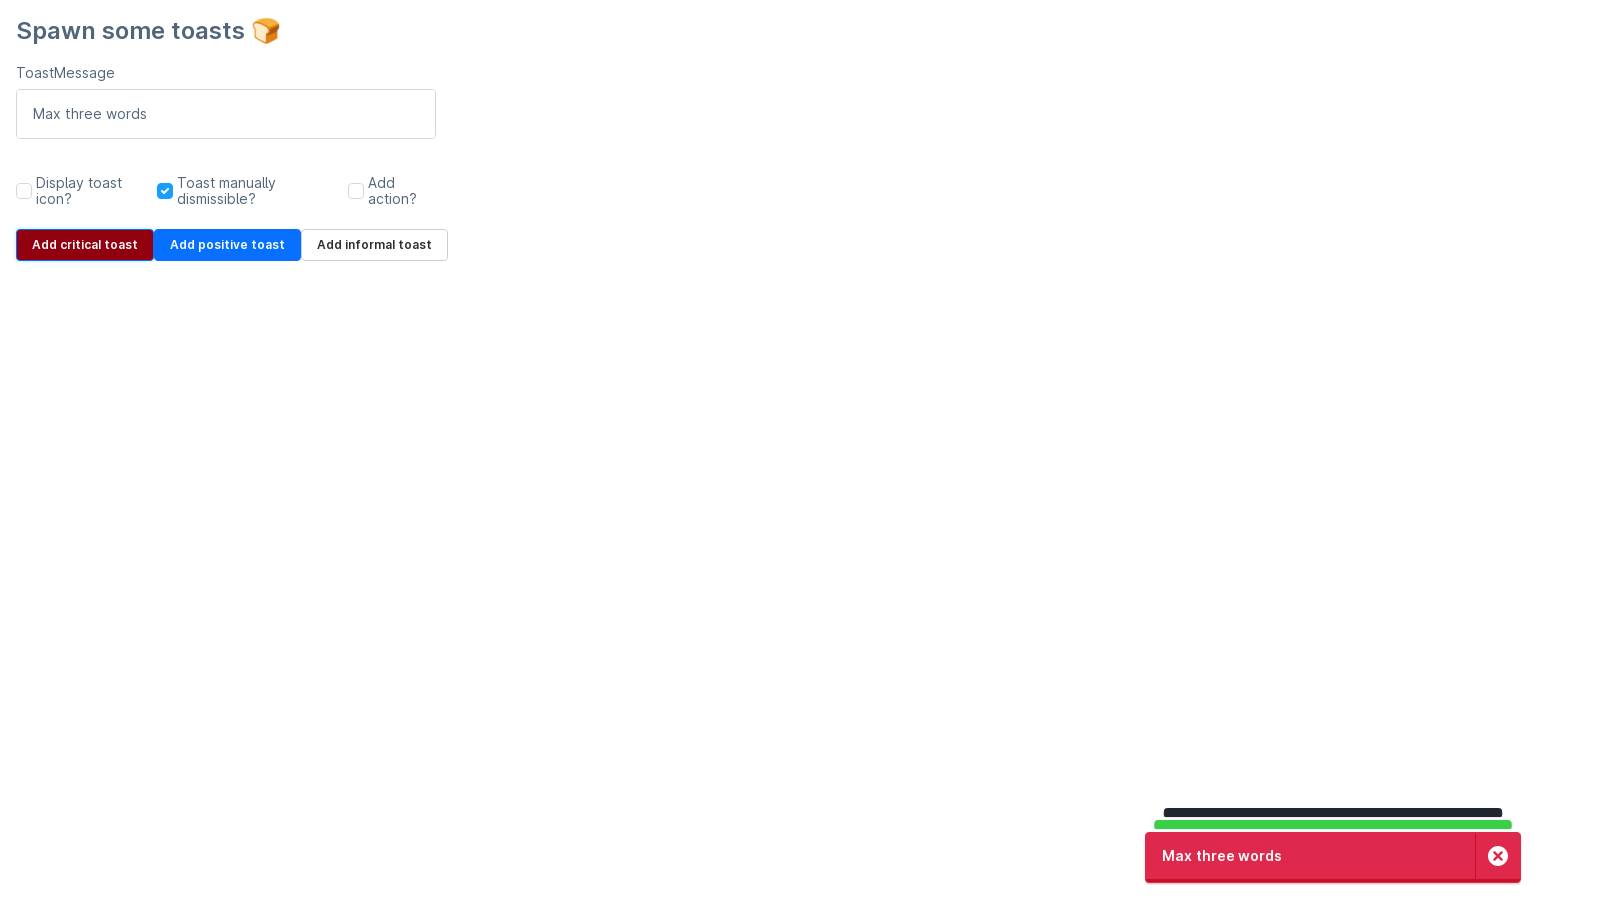 Spawn some toasts 🍞
ToastMessage
Max three words
Display toast
icon?
Toast manually
dismissible?
Add
action?
Add critical toast
Add positive toast
Add informal toast
Max three words